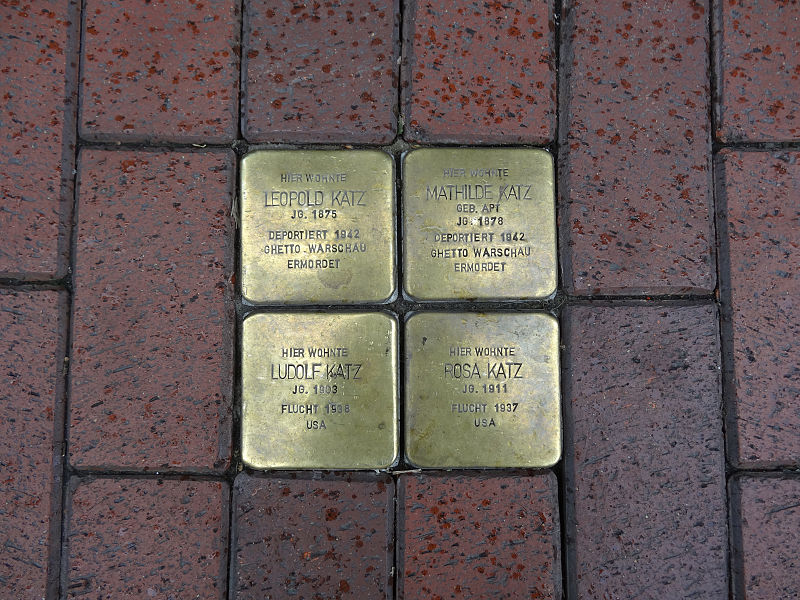 HIER WOHNTE
LEOPOLD KATZ
JG. 1875
DEPORTIERT 1942
GHETTO WARSCHAU
ERMORDET
HIER WOHNTE
MATHILDE KATZ
GEB. APT
JG. 1878
DEPORTIERT 1942
GHETTO WARSCHAU
ERMORDET
HIER WOHNTE
LUDOLF KATZ
JG. 1903
FLUCHT 1938
USA
HIER WOHNTE
ROSA KATZ
JG. 1911
FLUCHT 1937
USA